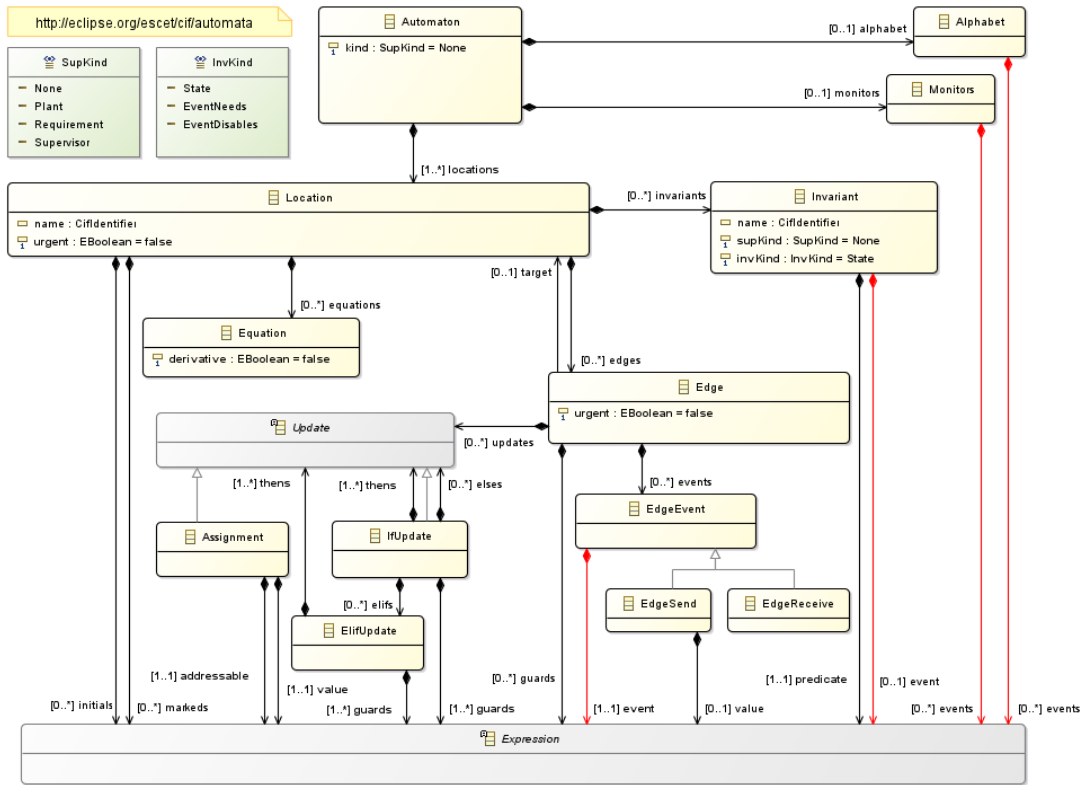 http://eclipse.org/escet/cif/automata
Automaton
kind : SupKind = None
[0..1] alphabet
Alphabet
SupKind
None
Plant
Requirement
Supervisor
InvKind
State
EventNeeds
EventDisables
[0..1] monitors
Monitors
[1..*] locations
Location
name : CifIdentifier
urgent : EBoolean = false
[0..*] invariants
Invariant
name : CifIdentifier
supKind : SupKind = None
invKind : InvKind = State
[0..1] target
[0..*] equations
Equation
derivative : EBoolean = false
[0..*] edges
Edge
urgent : EBoolean = false
Update
[0..*] updates
[1..*] thens
[1..*] thens
[0..*] elses
[0..*] events
EdgeEvent
Assignment
IfUpdate
[0..*] elifs
ElifUpdate
EdgeSend
EdgeReceive
[1..1] addressable
[1..1] value
[0..*] guards
[1..1] predicate
[0..1] event
[0..*] initials
[0..*] markeds
[1..*] guards
[1..*] guards
[1..1] event
[0..1] value
[0..*] events
[0..*] events
Expression